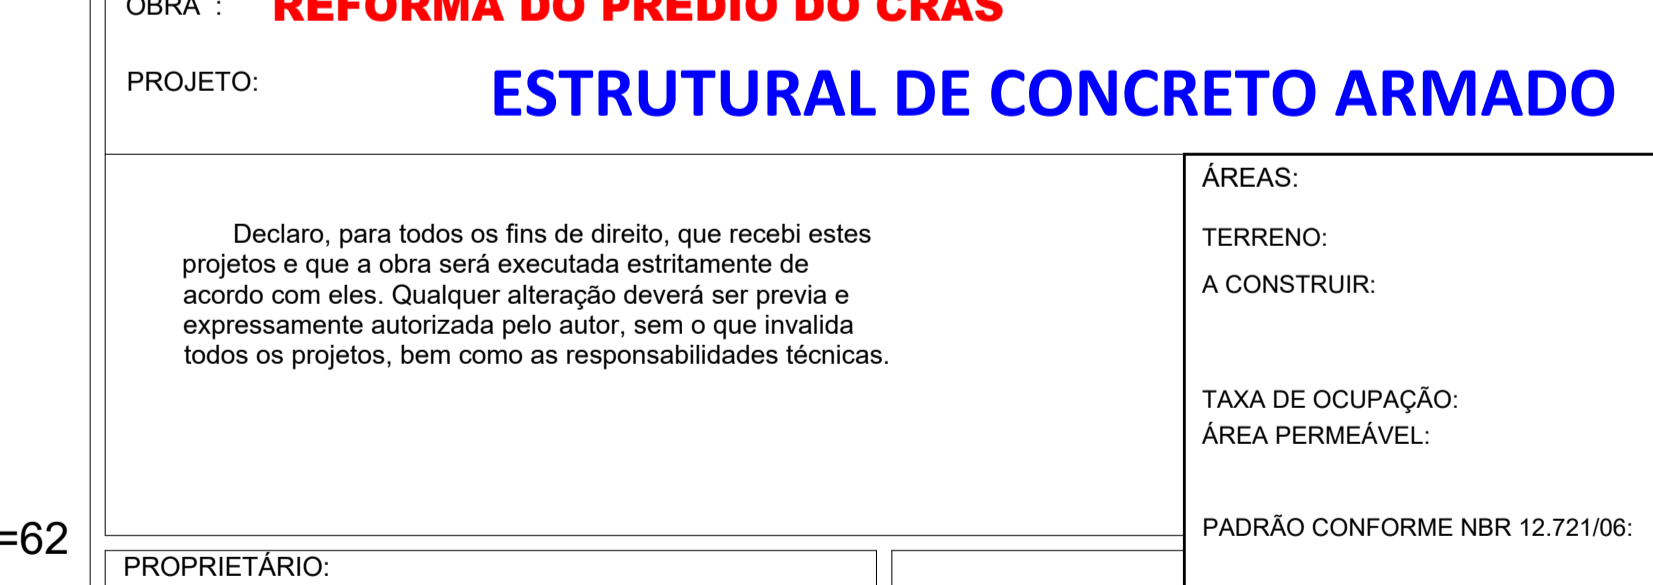 OBRA : REFORMA DO PRÉDIO DO CRAS
PROJETO: ESTRUTURAL DE CONCRETO ARMADO
Declaro, para todos os fins de direito, que recebi estes
projetos e que a obra será executada estritamente de
acordo com eles. Qualquer alteração deverá ser previa e
expressamente autorizada pelo autor, sem o que invalida
todos os projetos, bem como as responsabilidades técnicas.
ÁREAS:
TERRENO:
A CONSTRUIR:
TAXA DE OCUPAÇÃO:
ÁREA PERMEÁVEL:
PADRÃO CONFORME NBR 12.721/06:
=62
PROPRIETÁRIO: